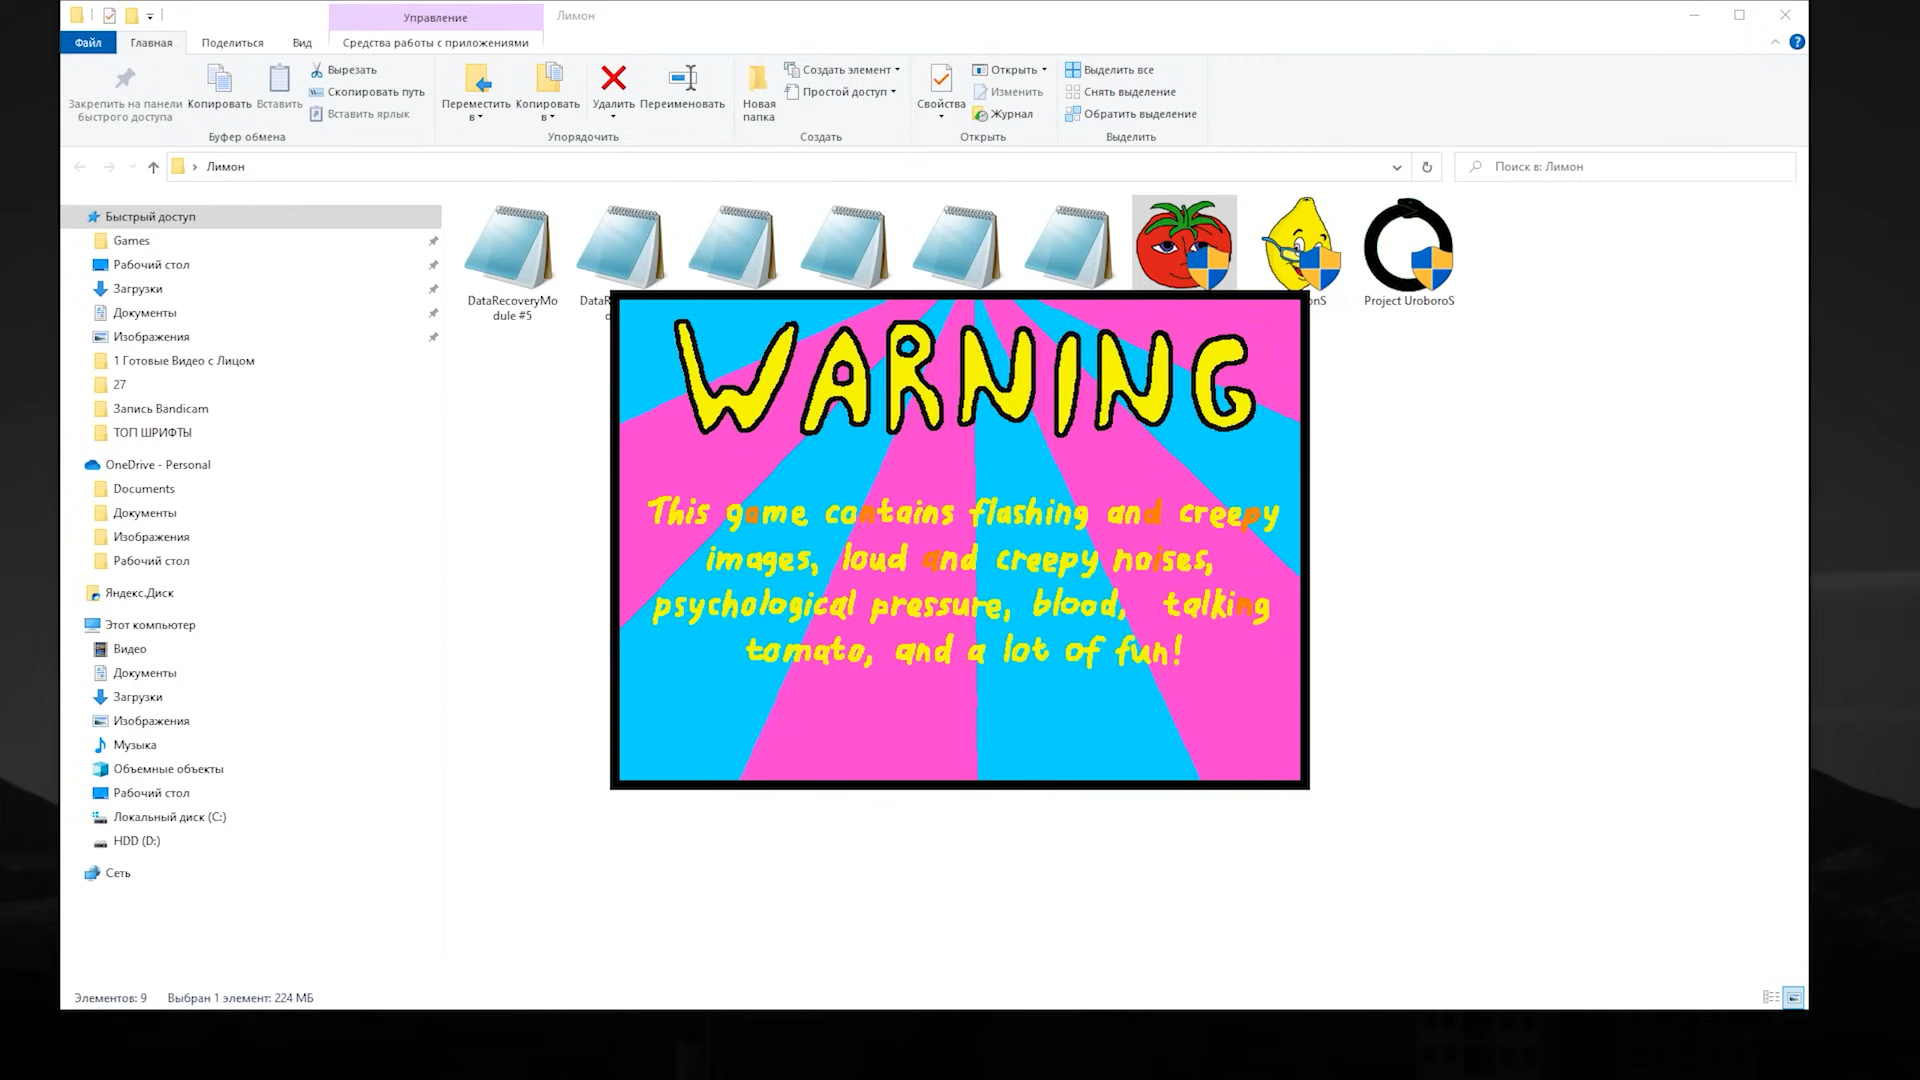 Управление
Лимон
Файл
Главная
Поделиться
Вид
Средства работы с приложениями
Закрепить на панели
быстрого доступа
Копировать
Вставить
Вырезать
Скопировать путь
Вставить ярлык
Буфер обмена
Переместить
в
Копировать
в
Удалить
Переименовать
Упорядочить
Новая
папка
Создать элемент
Простой доступ
Создать
Свойства
Открыть
Изменить
Журнал
Открыть
Выделить все
Снять выделение
Обратить выделение
Выделить
Лимон
Поиск в: Лимон
Быстрый доступ
Games
Рабочий стол
Загрузки
Документы
Изображения
1 Готовые Видео с Лицом
27
Запись Bandicam
ТОП ШРИФТЫ
OneDrive - Personal
Documents
Документы
Изображения
Рабочий стол
Яндекс.Диск
Этот компьютер
Видео
Документы
Загрузки
Изображения
Музыка
Объемные объекты
Рабочий стол
Локальный диск (C:)
HDD (D:)
Сеть
DataRecoveryMo
dule #5
Project UroboroS
WARNING
This game contains flashing and creepy
images, loud and creepy noises,
psychological pressure, blood, talking
tomato, and a lot of fun!
Элементов: 9
Выбран 1 элемент: 224 МБ